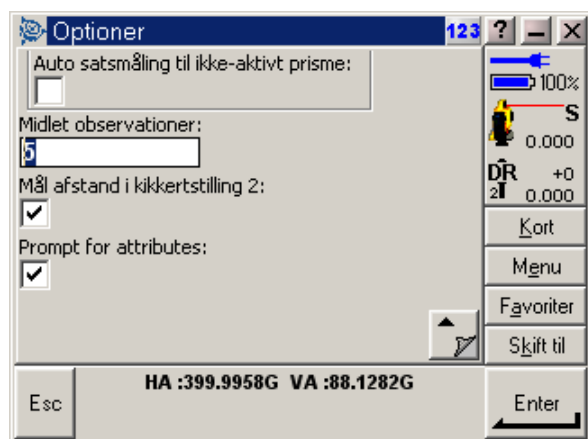 Optioner
123 ?
Auto satsmåling til ikke-aktivt prisme:
100%
Midlet observationer:
5
S
0.000
Mål afstand i kikkertstilling 2:
DR +0
2 0.000
Prompt for attributes:
Kort
Menu
Favoriter
Skift til
Esc
HA :399.9958G VA :88.1282G
Enter